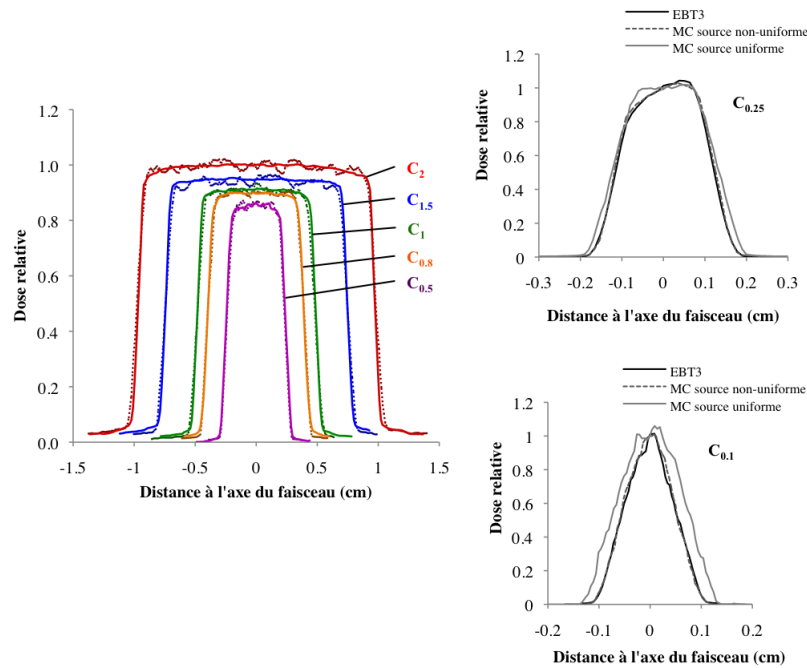 1.2
1.0
0.8
0.6
0.4
0.2
0.0
Dose relative
-1.5
-1
-0.5
0
0.5
1
1.5
Distance à l'axe du faisceau (cm)
C2
C1.5
C1
C0.8
C0.5
EBT3
MC source non-uniforme
MC source uniforme
1.2
1
0.8
0.6
0.4
0.2
0
Dose relative
C0.25
-0.3
-0.2
-0.1
0
0.1
0.2
0.3
Distance à l'axe du faisceau (cm)
EBT3
MC source non-uniforme
MC source uniforme
1.2
1
0.8
0.6
0.4
0.2
0
Dose relative
C0.1
-0.2
-0.1
0
0.1
0.2
Distance à l'axe du faisceau (cm)